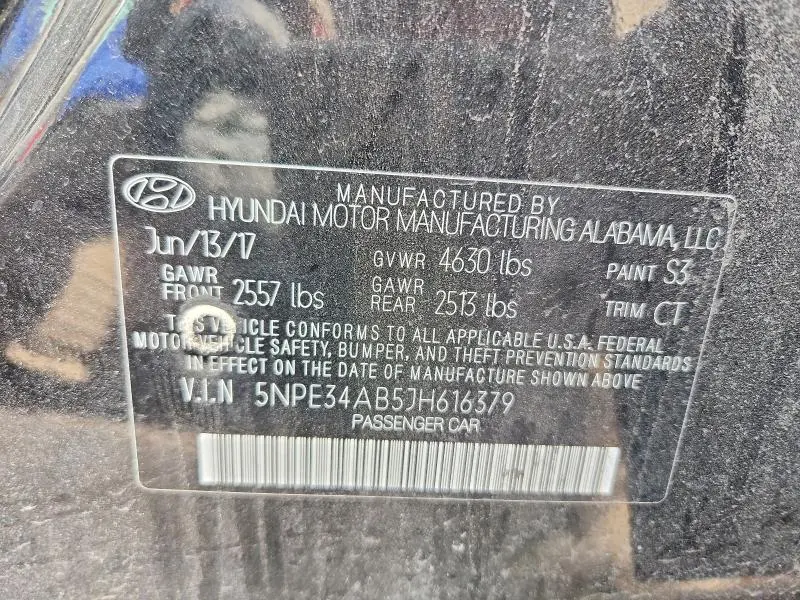 MANUFACTURED BY
HYUNDAI MOTOR MANUFACTURING ALABAMA, LLC
Jun/13/17 GVWR 4630 lbs PAINT S3
GAWR FRONT 2557 lbs GAWR REAR 2513 lbs TRIM CT
THIS VEHICLE CONFORMS TO ALL APPLICABLE U.S.A. FEDERAL
MOTOR VEHICLE SAFETY, BUMPER, AND THEFT PREVENTION STANDARDS
IN EFFECT ON THE DATE OF MANUFACTURE SHOWN ABOVE.
V.I.N 5NPE34AB5JH616379
PASSENGER CAR